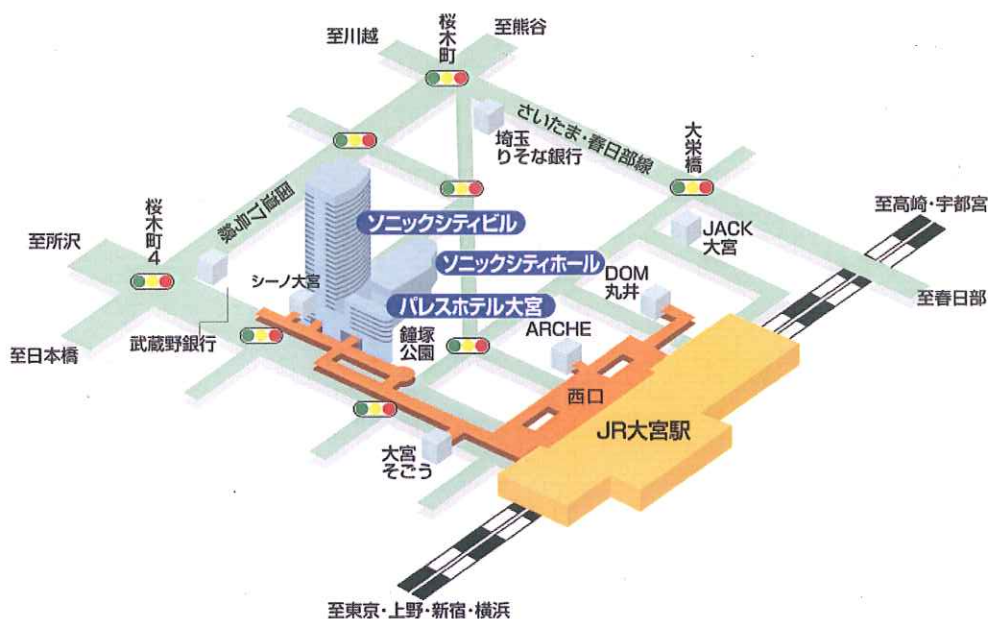 至川越
桜木町
至熊谷
さいたま・春日部線
埼玉
りそな銀行
大栄橋
国道17号線
至高崎・宇都宮
桜木町4
ソニックシティビル
JACK
大宮
至所沢
ソニックシティホール
DOM
丸井
シーノ大宮
至春日部
パレスホテル大宮
武蔵野銀行
鐘塚
公園
ARCHE
至日本橋
西口
JR大宮駅
大宮
そごう
至東京・上野・新宿・横浜